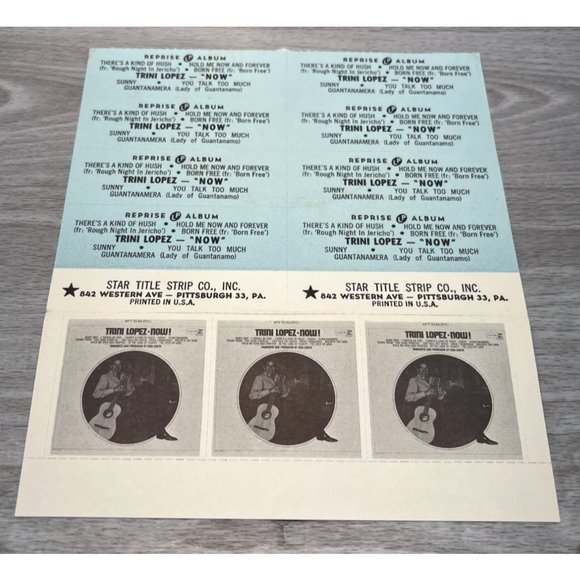 REPRISE LP ALBUM
THERE'S A KIND OF HUSH • HOLD ME NOW AND FOREVER
(fr. 'Rough Night In Jericho') • BORN FREE (fr. 'Born Free')
TRINI LOPEZ — "NOW"
SUNNY • YOU TALK TOO MUCH
GUANTANAMERA (Lady of Guantanamo)
REPRISE LP ALBUM
THERE'S A KIND OF HUSH • HOLD ME NOW AND FOREVER
(fr. 'Rough Night In Jericho') • BORN FREE (fr. 'Born Free')
TRINI LOPEZ — "NOW"
SUNNY • YOU TALK TOO MUCH
GUANTANAMERA (Lady of Guantanamo)
REPRISE LP ALBUM
THERE'S A KIND OF HUSH • HOLD ME NOW AND FOREVER
(fr. 'Rough Night In Jericho') • BORN FREE (fr. 'Born Free')
TRINI LOPEZ — "NOW"
SUNNY • YOU TALK TOO MUCH
GUANTANAMERA (Lady of Guantanamo)
REPRISE LP ALBUM
THERE'S A KIND OF HUSH • HOLD ME NOW AND FOREVER
(fr. 'Rough Night In Jericho') • BORN FREE (fr. 'Born Free')
TRINI LOPEZ — "NOW"
SUNNY • YOU TALK TOO MUCH
GUANTANAMERA (Lady of Guantanamo)
STAR TITLE STRIP CO., INC.
★ 842 WESTERN AVE — PITTSBURGH 33, PA.
PRINTED IN U.S.A.
REPRISE LP ALBUM
THERE'S A KIND OF HUSH • HOLD ME NOW AND FOREVER
(fr. 'Rough Night In Jericho') • BORN FREE (fr. 'Born Free')
TRINI LOPEZ — "NOW"
SUNNY • YOU TALK TOO MUCH
GUANTANAMERA (Lady of Guantanamo)
REPRISE LP ALBUM
THERE'S A KIND OF HUSH • HOLD ME NOW AND FOREVER
(fr. 'Rough Night In Jericho') • BORN FREE (fr. 'Born Free')
TRINI LOPEZ — "NOW"
SUNNY • YOU TALK TOO MUCH
GUANTANAMERA (Lady of Guantanamo)
REPRISE LP ALBUM
THERE'S A KIND OF HUSH • HOLD ME NOW AND FOREVER
(fr. 'Rough Night In Jericho') • BORN FREE (fr. 'Born Free')
TRINI LOPEZ — "NOW"
SUNNY • YOU TALK TOO MUCH
GUANTANAMERA (Lady of Guantanamo)
REPRISE LP ALBUM
THERE'S A KIND OF HUSH • HOLD ME NOW AND FOREVER
(fr. 'Rough Night In Jericho') • BORN FREE (fr. 'Born Free')
TRINI LOPEZ — "NOW"
SUNNY • YOU TALK TOO MUCH
GUANTANAMERA (Lady of Guantanamo)
STAR TITLE STRIP CO., INC.
★ 842 WESTERN AVE — PITTSBURGH 33, PA.
PRINTED IN U.S.A.
STEREO
TRINI LOPEZ·NOW!
STEREO
TRINI LOPEZ·NOW!
STEREO
TRINI LOPEZ·NOW!